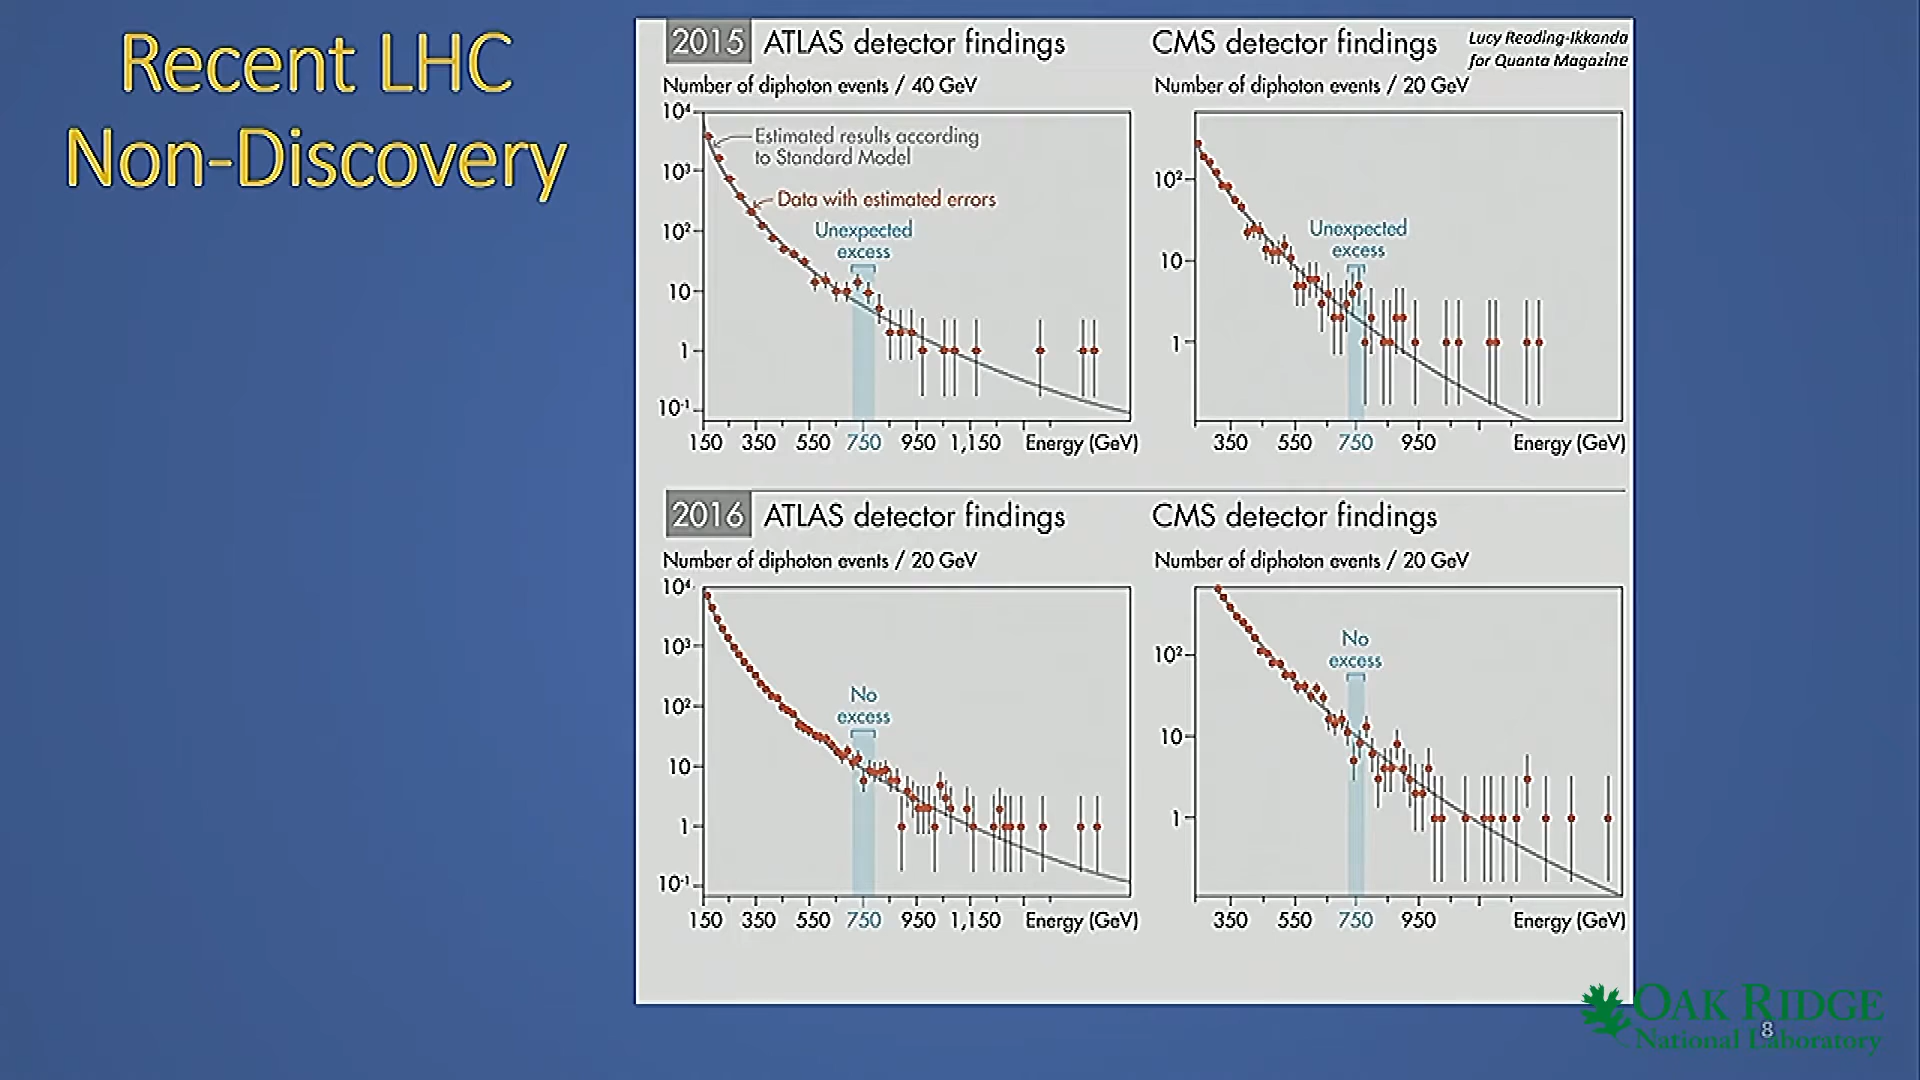 Recent LHC
Non-Discovery
2015 ATLAS detector findings
Number of diphoton events / 40 GeV
10⁴
10³
10²
10
1
10⁻¹
Estimated results according
to Standard Model
Data with estimated errors
Unexpected
excess
150 350 550 750 950 1,150 Energy (GeV)
CMS detector findings
Lucy Reading-Ikkanda
for Quanta Magazine
Number of diphoton events / 20 GeV
10²
10
1
Unexpected
excess
350 550 750 950 Energy (GeV)
2016 ATLAS detector findings
Number of diphoton events / 20 GeV
10⁴
10³
10²
10
1
10⁻¹
No
excess
150 350 550 750 950 1,150 Energy (GeV)
CMS detector findings
Number of diphoton events / 20 GeV
10²
10
1
No
excess
350 550 750 950 Energy (GeV)
OAK RIDGE
National Laboratory
8